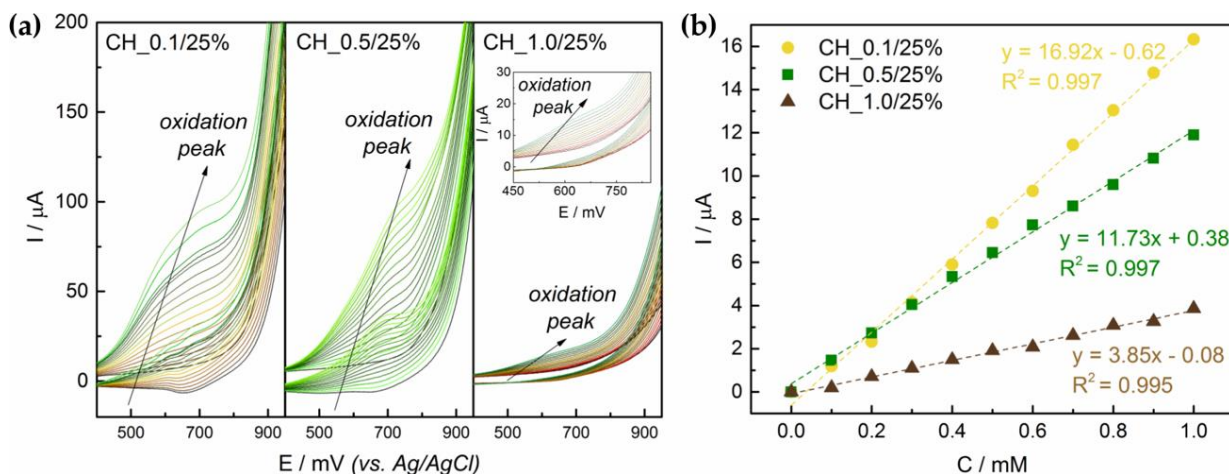 (a)
CH_0.1/25%
CH_0.5/25%
CH_1.0/25%
oxidation
peak
oxidation
peak
oxidation
peak
oxidation
peak
I / µA
30
20
10
0
450
600
750
E / mV
I / µA
200
150
100
50
0
500
700
900
500
700
900
500
700
900
E / mV (vs. Ag/AgCl)
(b)
CH_0.1/25%
CH_0.5/25%
CH_1.0/25%
y = 16.92x - 0.62
R² = 0.997
y = 11.73x + 0.38
R² = 0.997
y = 3.85x - 0.08
R² = 0.995
I / µA
16
14
12
10
8
6
4
2
0
0.0
0.2
0.4
0.6
0.8
1.0
C / mM